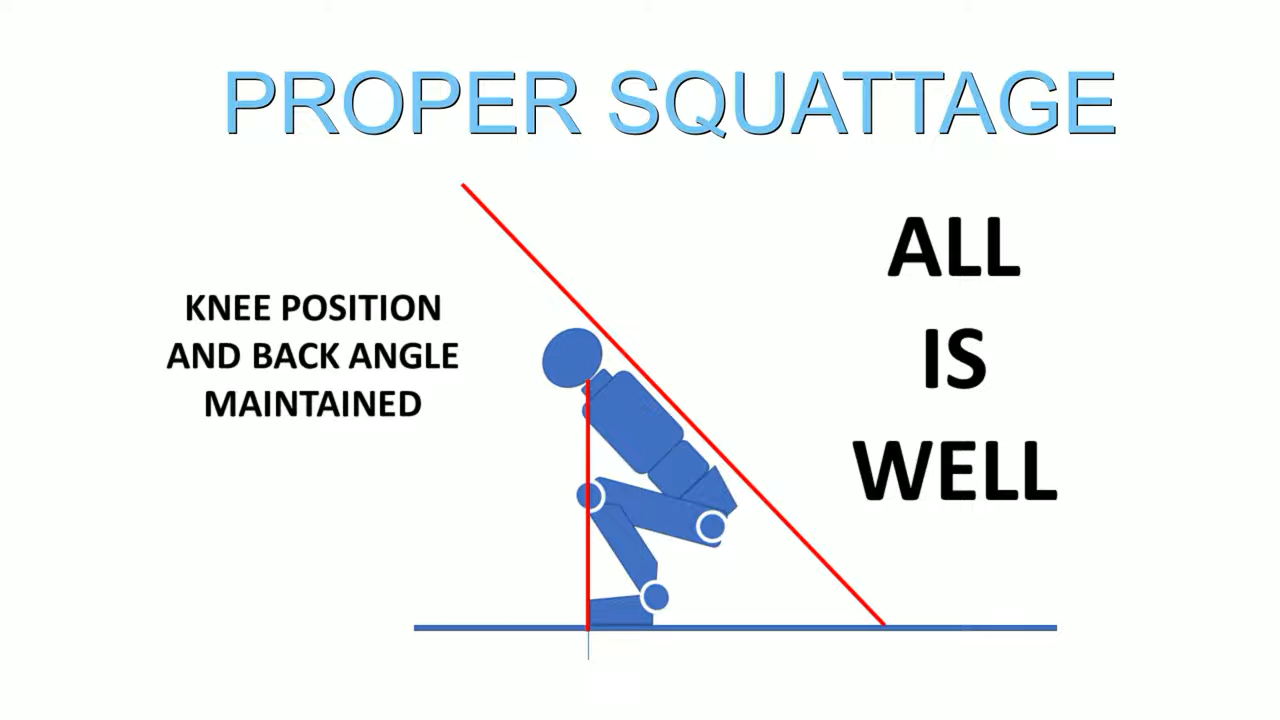 PROPER SQUATTAGE
KNEE POSITION
AND BACK ANGLE
MAINTAINED
ALL
IS
WELL